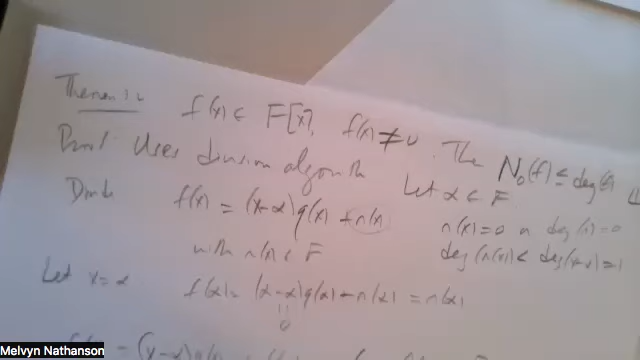 Theorem f(x) ∈ F[x], f(x) ≠ 0. Then N₀(f) ≤ deg(f)
Proof: Uses division algorithm Let α ∈ F
Divide f(x) = (x-α)q(x) + r(x) r(x)=0 or deg(r)=0
with r(x) ∈ F deg(r(x)) < deg(x-α)=1
Let x = α f(α) = (α-α)q(α) + r(α) = r(α)
0
Melvyn Nathanson